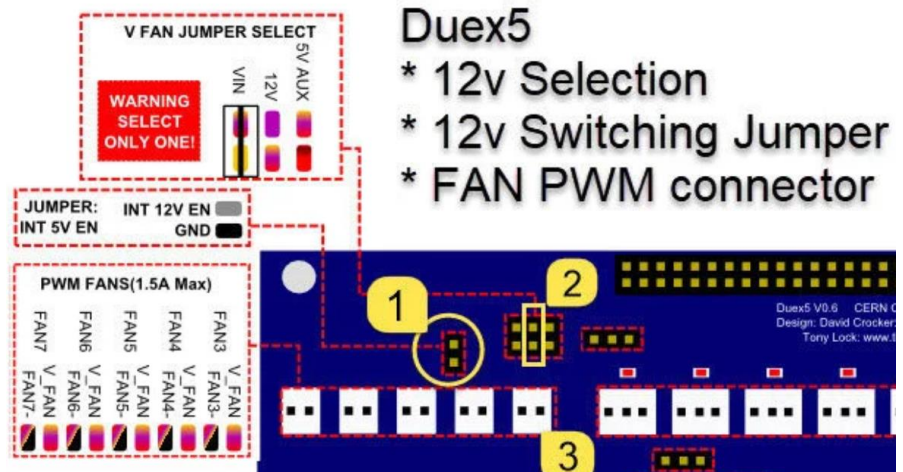 V FAN JUMPER SELECT
WARNING
SELECT
ONLY ONE!
VIN
12V
5V AUX
Duex5
* 12v Selection
* 12v Switching Jumper
* FAN PWM connector
JUMPER: INT 12V EN
INT 5V EN GND
PWM FANS(1.5A Max)
FAN7 FAN6 FAN5 FAN4 FAN3
FAN7- V_FAN FAN6- V_FAN FAN5- V_FAN FAN4- V_FAN FAN3- V_FAN
1
2
3
Duex5 V0.6 CERN
Design: David Crocker:
Tony Lock: www.